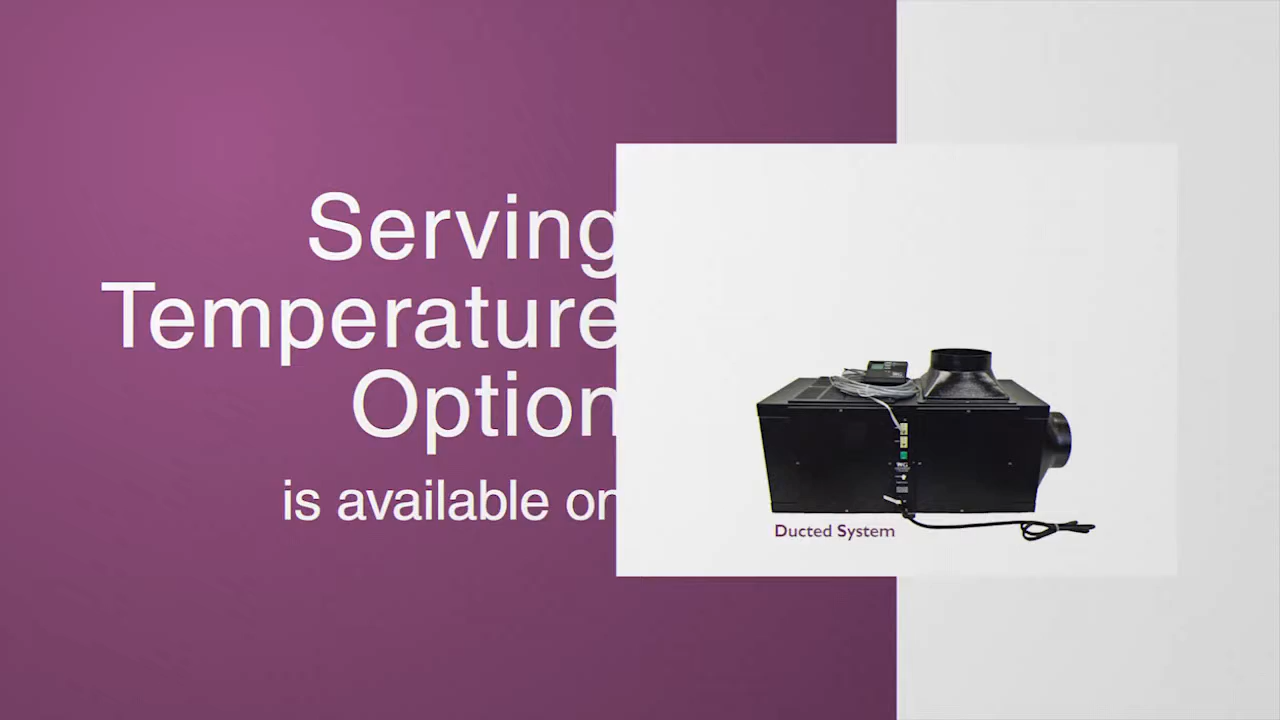 Serving
Temperature
Option
is available on
Ducted System